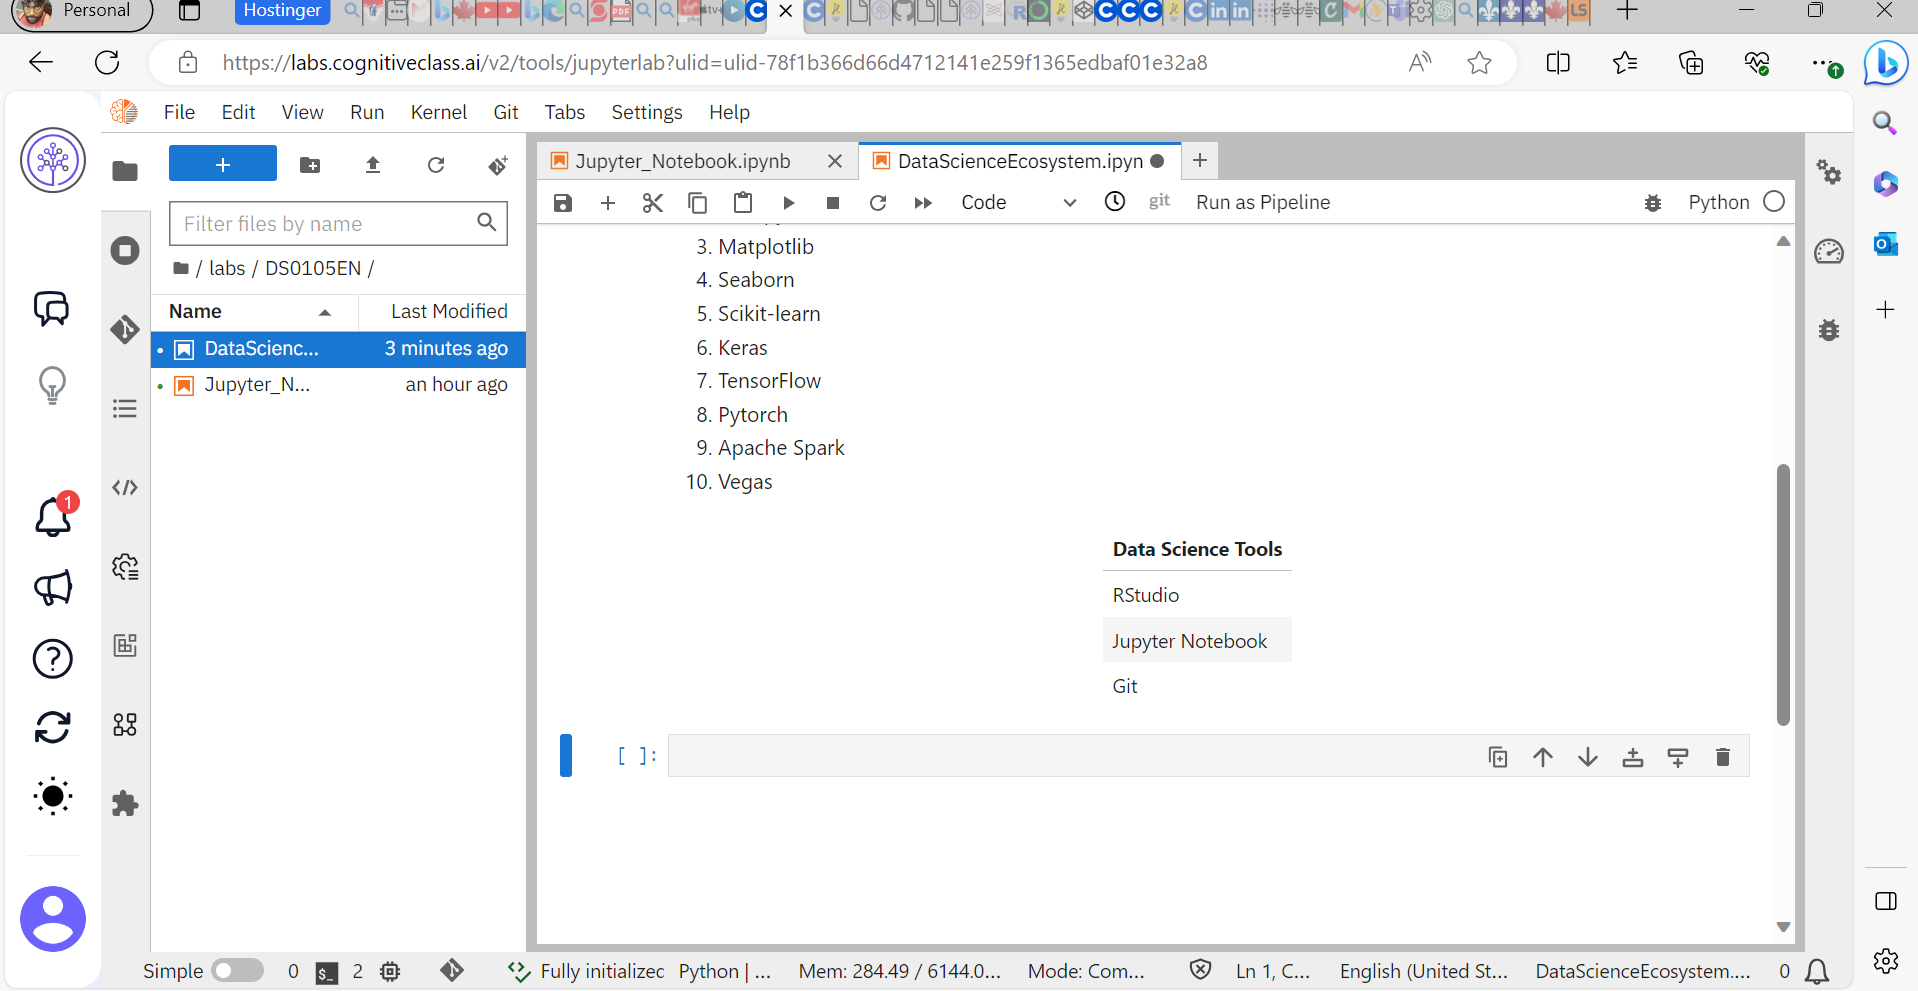 Personal
Hostinger
https://labs.cognitiveclass.ai/v2/tools/jupyterlab?ulid=ulid-78f1b366d66d4712141e259f1365edbaf01e32a8
File Edit View Run Kernel Git Tabs Settings Help
Jupyter_Notebook.ipynb
DataScienceEcosystem.ipyn
Code
git
Run as Pipeline
Python
Filter files by name
/ labs / DS0105EN /
Name
Last Modified
DataScienc... 3 minutes ago
Jupyter_N... an hour ago
3. Matplotlib
4. Seaborn
5. Scikit-learn
6. Keras
7. TensorFlow
8. Pytorch
9. Apache Spark
10. Vegas
Data Science Tools
RStudio
Jupyter Notebook
Git
[ ]:
1
Simple 0 $_ 2 Fully initialized Python | ... Mem: 284.49 / 6144.0... Mode: Com... Ln 1, C... English (United St... DataScienceEcosystem.... 0